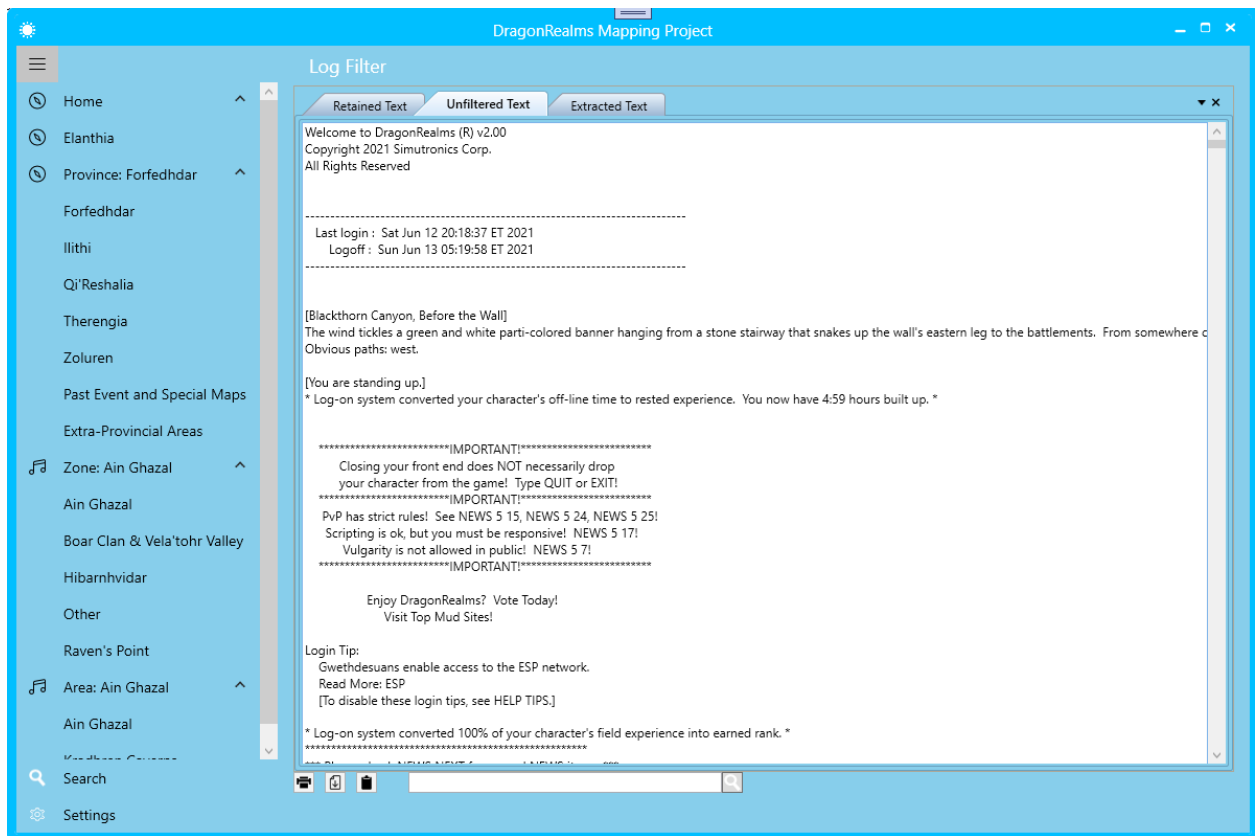 DragonRealms Mapping Project
Log Filter
Home
Elanthia
Province: Forfedhdar
Forfedhdar
Ilithi
Qi'Reshalia
Therengia
Zoluren
Past Event and Special Maps
Extra-Provincial Areas
Zone: Ain Ghazal
Ain Ghazal
Boar Clan & Vela'tohr Valley
Hibarnhvidar
Other
Raven's Point
Area: Ain Ghazal
Ain Ghazal
Search
Settings
Retained Text
Unfiltered Text
Extracted Text
Welcome to DragonRealms (R) v2.00
Copyright 2021 Simutronics Corp.
All Rights Reserved
----------------------------------------------------------------------------
Last login :  Sat Jun 12 20:18:37 ET 2021
Logoff :  Sun Jun 13 05:19:58 ET 2021
----------------------------------------------------------------------------
[Blackthorn Canyon, Before the Wall]
The wind tickles a green and white parti-colored banner hanging from a stone stairway that snakes up the wall's eastern leg to the battlements.  From somewhere
Obvious paths: west.
[You are standing up.]
* Log-on system converted your character's off-line time to rested experience.  You now have 4:59 hours built up. *
*************************IMPORTANT!*************************
Closing your front end does NOT necessarily drop
your character from the game!  Type QUIT or EXIT!
*************************IMPORTANT!*************************
PvP has strict rules!  See NEWS 5 15, NEWS 5 24, NEWS 5 25!
Scripting is ok, but you must be responsive!  NEWS 5 17!
Vulgarity is not allowed in public!  NEWS 5 7!
*************************IMPORTANT!*************************
Enjoy DragonRealms?  Vote Today!
Visit Top Mud Sites!
Login Tip:
Gwethdesuans enable access to the ESP network.
Read More: ESP
[To disable these login tips, see HELP TIPS.]
* Log-on system converted 100% of your character's field experience into earned rank. *
******************************************************